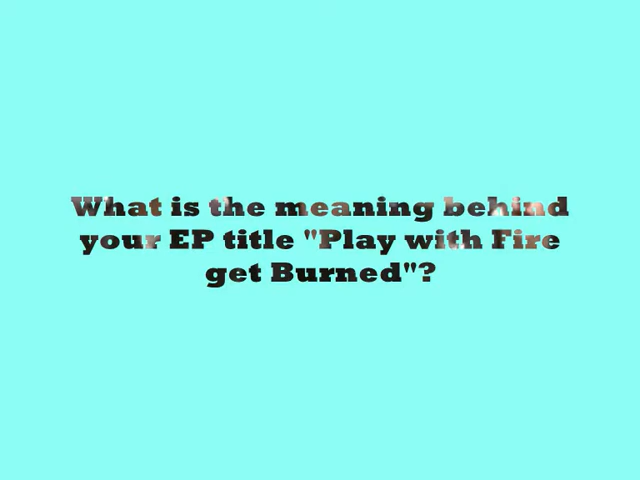 What is the meaning behind
your EP title "Play with Fire
get Burned"?